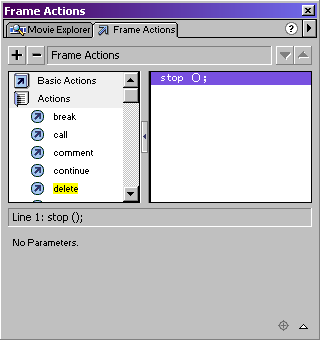 Frame Actions
Movie Explorer
Frame Actions
?
Frame Actions
Basic Actions
Actions
break
call
comment
continue
delete
stop ();
Line 1: stop ();
No Parameters.